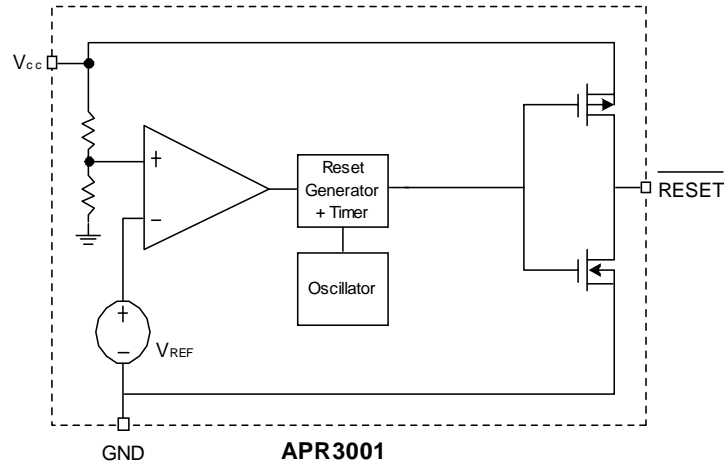 Vcc
+
−
Reset
Generator
+ Timer
Oscillator
RESET
+
−
VREF
GND
APR3001